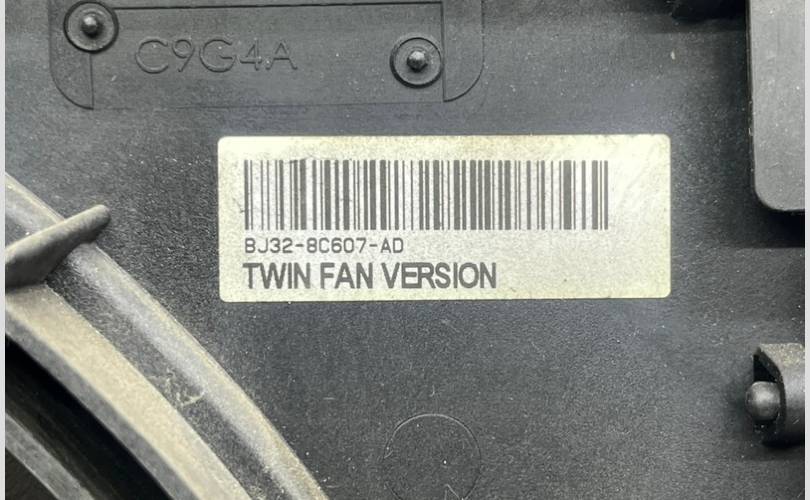 C9G4A
BJ32-8C607-AD
TWIN FAN VERSION